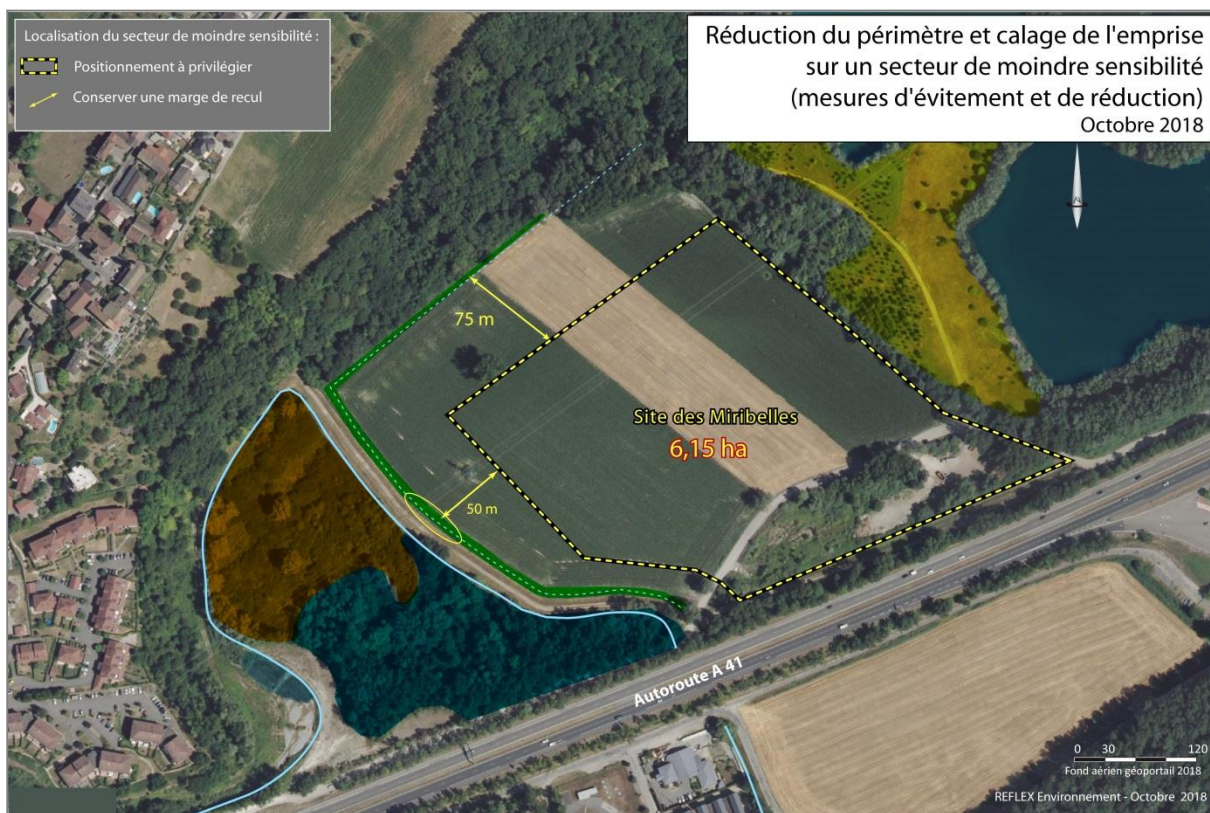 Localisation du secteur de moindre sensibilité :
Positionnement à privilégier
Conserver une marge de recul
Réduction du périmètre et calage de l'emprise
sur un secteur de moindre sensibilité
(mesures d'évitement et de réduction)
Octobre 2018
75 m
Site des Miribelles
6,15 ha
50 m
Autoroute A 41
0 30 120
Fond aérien géoportail 2018
REFLEX Environnement - Octobre 2018